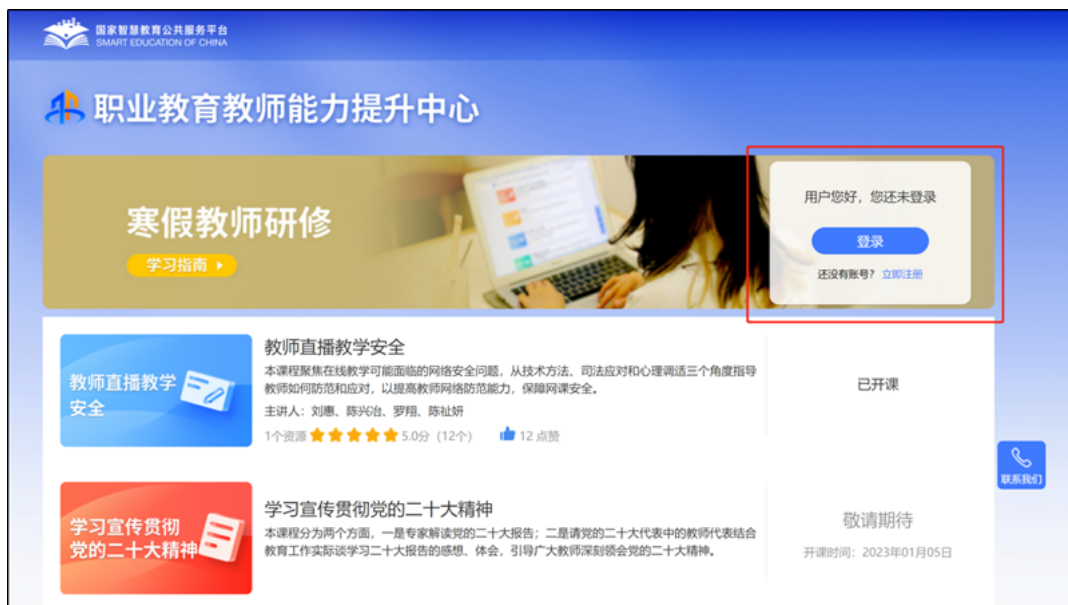 国家智慧教育公共服务平台
SMART EDUCATION OF CHINA
职业教育教师能力提升中心
寒假教师研修
学习指南
用户您好，您还未登录
登录
还没有账号？ 立即注册
教师直播教学
安全
教师直播教学安全
本课程聚焦在线教学可能面临的网络安全问题，从技术方法、司法应对和心理调适三个角度指导
教师如何防范和应对，以提高教师网络防范能力，保障网课安全。
主讲人：刘惠、陈兴冶、罗翔、陈祉妍
1个资源 5.0分（12个） 12 点赞
已开课
联系我们
学习宣传贯彻
党的二十大精神
学习宣传贯彻党的二十大精神
本课程分为两个方面，一是专家解读党的二十大报告；二是请党的二十大代表中的教师代表结合
教育工作实际谈学习二十大报告的感想、体会，引导广大教师深刻领会党的二十大精神。
敬请期待
开课时间：2023年01月05日